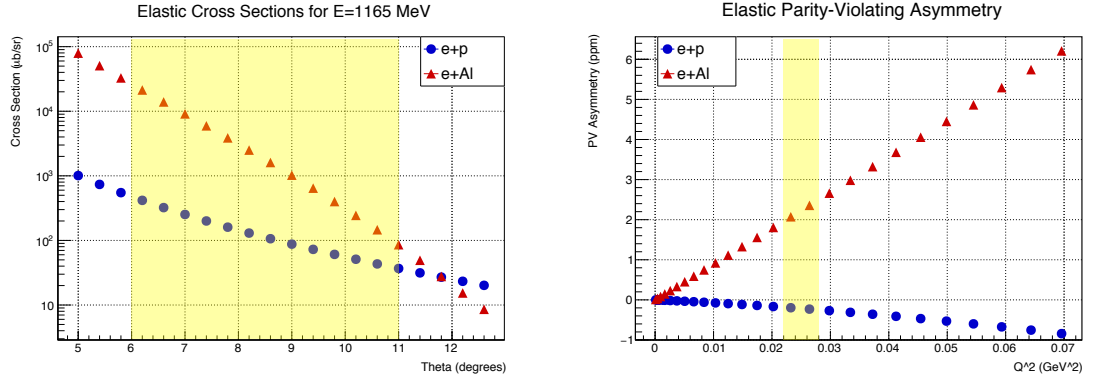 Elastic Cross Sections for E=1165 MeV
Cross Section (μb/sr)
10^5
10^4
10^3
10^2
10
e+p
e+Al
5 6 7 8 9 10 11 12
Theta (degrees)
Elastic Parity-Violating Asymmetry
PV Asymmetry (ppm)
6
5
4
3
2
1
0
−1
e+p
e+Al
0 0.01 0.02 0.03 0.04 0.05 0.06 0.07
Q^2 (GeV^2)